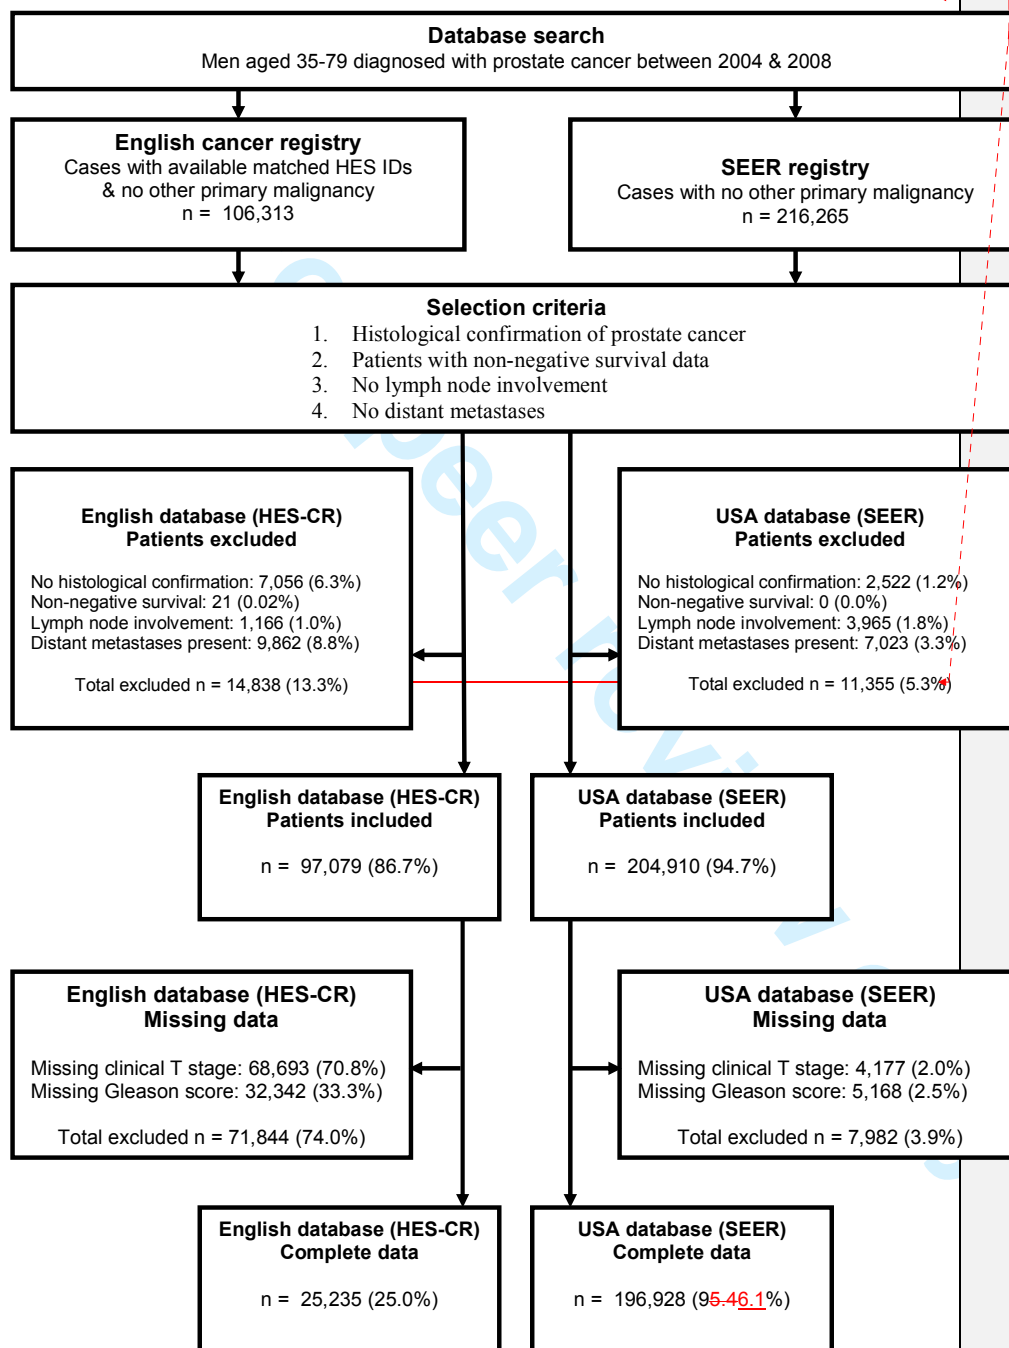 Database search
Men aged 35-79 diagnosed with prostate cancer between 2004 & 2008
English cancer registry
Cases with available matched HES IDs
& no other primary malignancy
n = 106,313
SEER registry
Cases with no other primary malignancy
n = 216,265
Selection criteria
1. Histological confirmation of prostate cancer
2. Patients with non-negative survival data
3. No lymph node involvement
4. No distant metastases
English database (HES-CR)
Patients excluded
No histological confirmation: 7,056 (6.3%)
Non-negative survival: 21 (0.02%)
Lymph node involvement: 1,166 (1.0%)
Distant metastases present: 9,862 (8.8%)
Total excluded n = 14,838 (13.3%)
USA database (SEER)
Patients excluded
No histological confirmation: 2,522 (1.2%)
Non-negative survival: 0 (0.0%)
Lymph node involvement: 3,965 (1.8%)
Distant metastases present: 7,023 (3.3%)
Total excluded n = 11,355 (5.3%)
English database (HES-CR)
Patients included
n = 97,079 (86.7%)
USA database (SEER)
Patients included
n = 204,910 (94.7%)
English database (HES-CR)
Missing data
Missing clinical T stage: 68,693 (70.8%)
Missing Gleason score: 32,342 (33.3%)
Total excluded n = 71,844 (74.0%)
USA database (SEER)
Missing data
Missing clinical T stage: 4,177 (2.0%)
Missing Gleason score: 5,168 (2.5%)
Total excluded n = 7,982 (3.9%)
English database (HES-CR)
Complete data
n = 25,235 (25.0%)
USA database (SEER)
Complete data
n = 196,928 (95.46.1%)
peer review